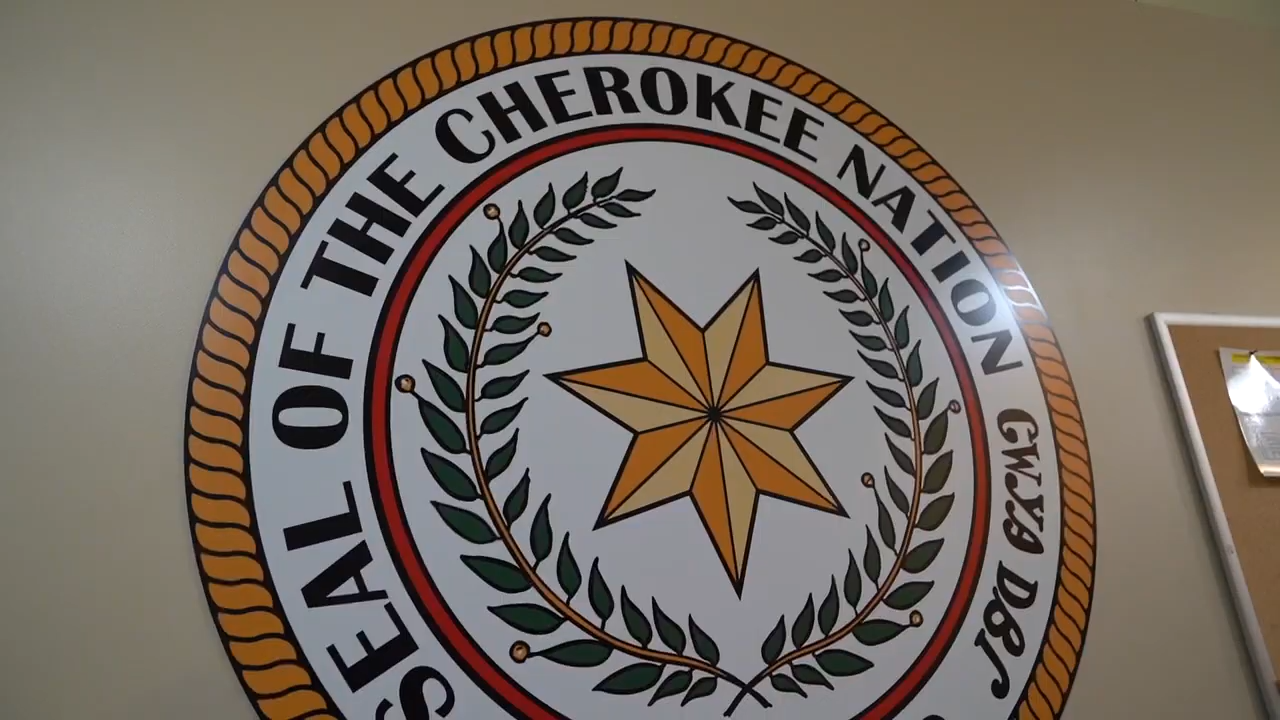 SEAL OF THE CHEROKEE NATION ᏣᎳᎩᎯ ᎠᏰᎵ